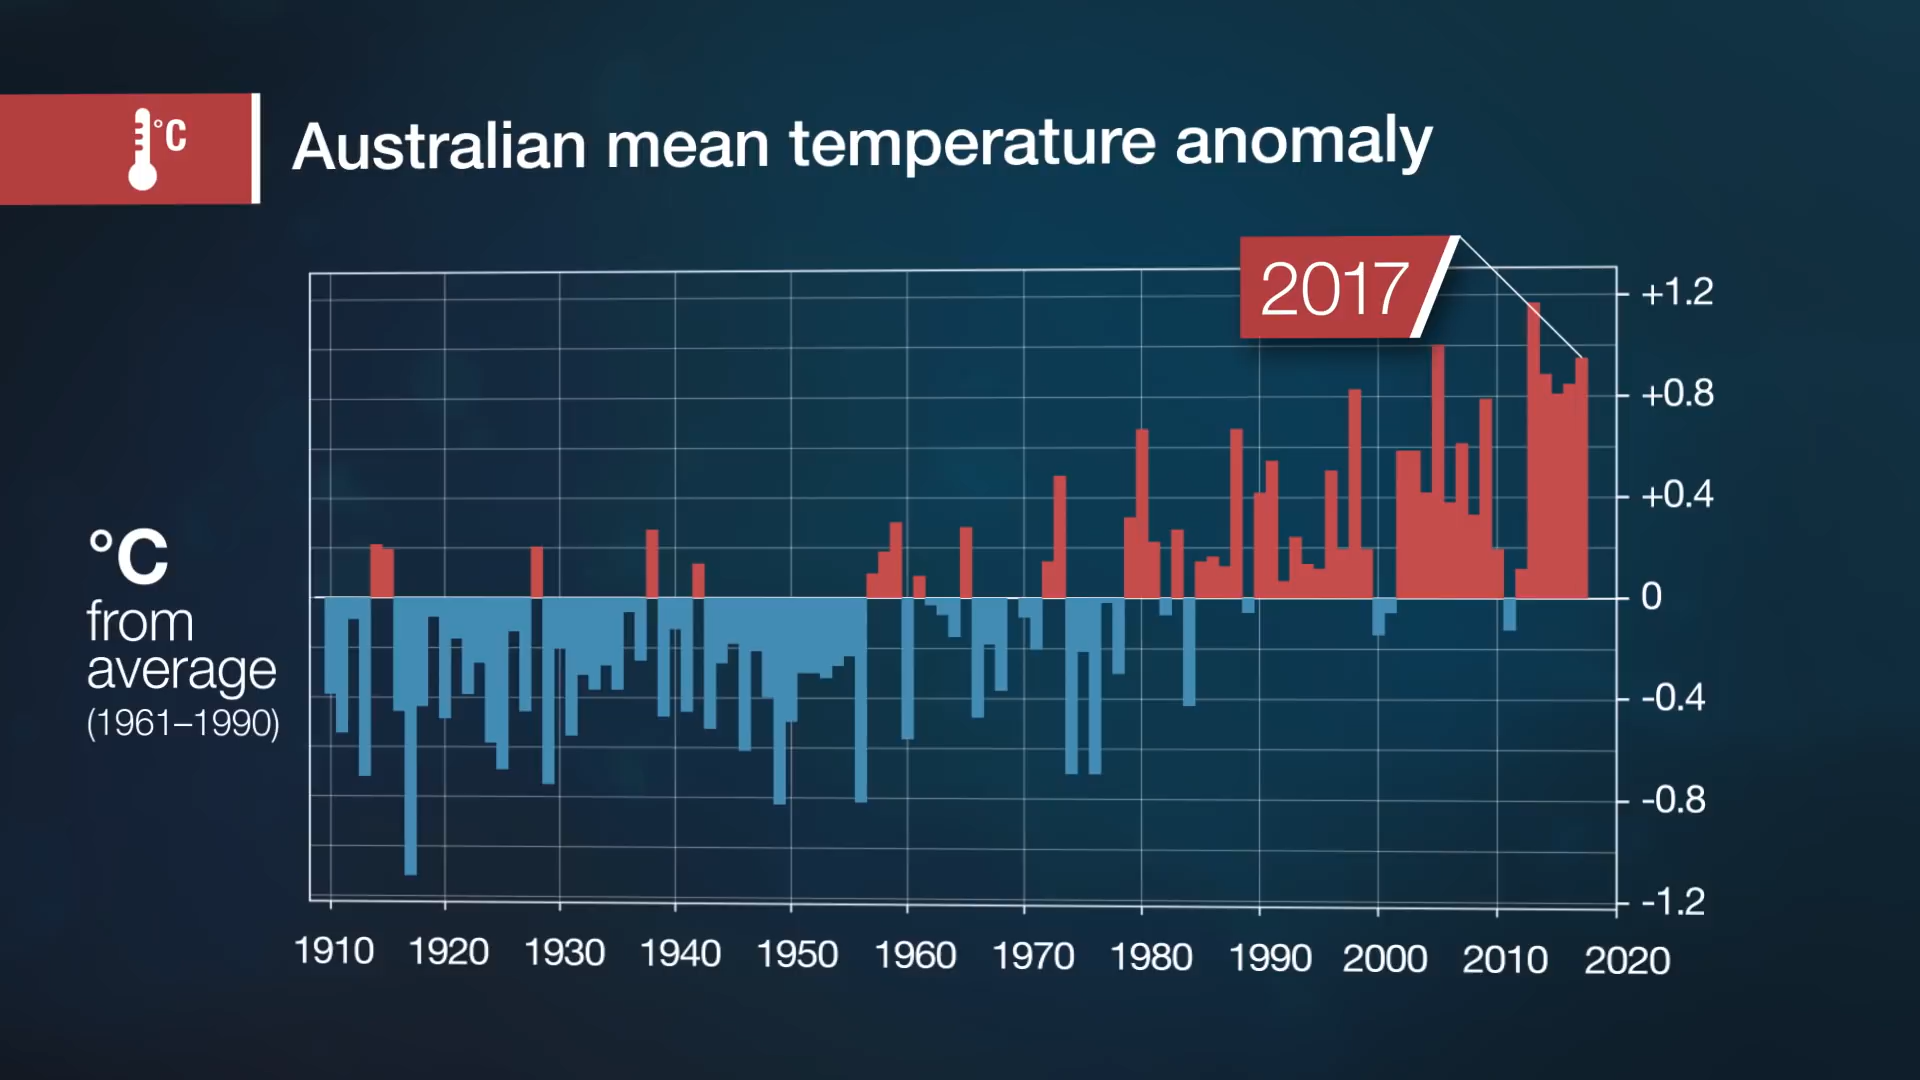 °C
Australian mean temperature anomaly
2017
+1.2
+0.8
+0.4
0
-0.4
-0.8
-1.2
°C
from
average
(1961–1990)
1910 1920 1930 1940 1950 1960 1970 1980 1990 2000 2010 2020